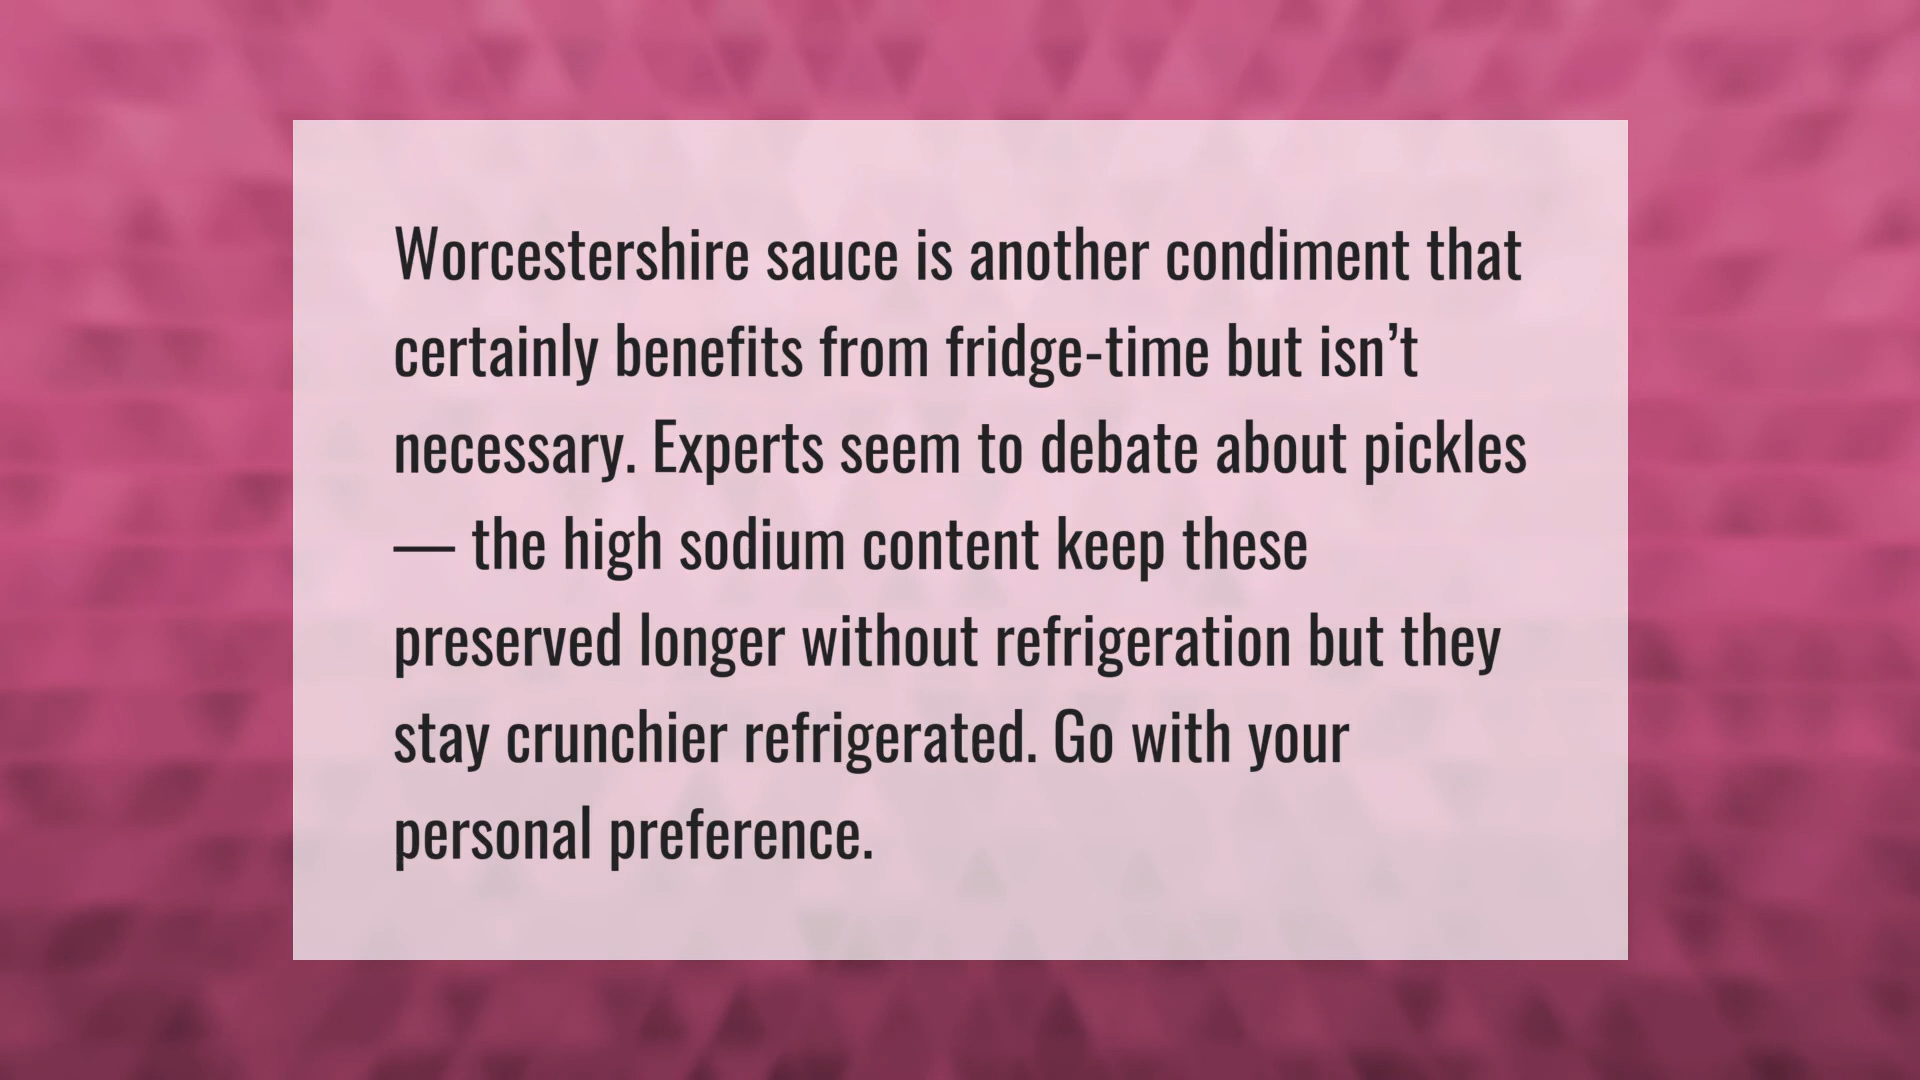 Worcestershire sauce is another condiment that
certainly benefits from fridge-time but isn’t
necessary. Experts seem to debate about pickles
— the high sodium content keep these
preserved longer without refrigeration but they
stay crunchier refrigerated. Go with your
personal preference.